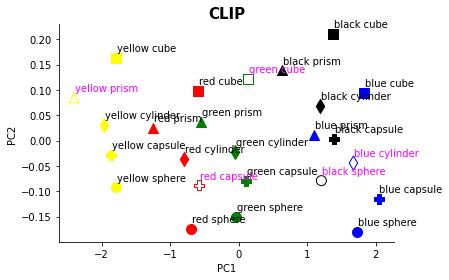 CLIP
black cube
yellow cube
black prism
green cube
red cube
blue cube
yellow prism
black cylinder
yellow cylinder
red prism
green prism
blue prism
black capsule
green cylinder
yellow capsule
red cylinder
blue cylinder
yellow sphere
red capsule
green capsule
black sphere
blue capsule
green sphere
red sphere
blue sphere
PC2
0.20
0.15
0.10
0.05
0.00
−0.05
−0.10
−0.15
−2
−1
0
1
2
PC1